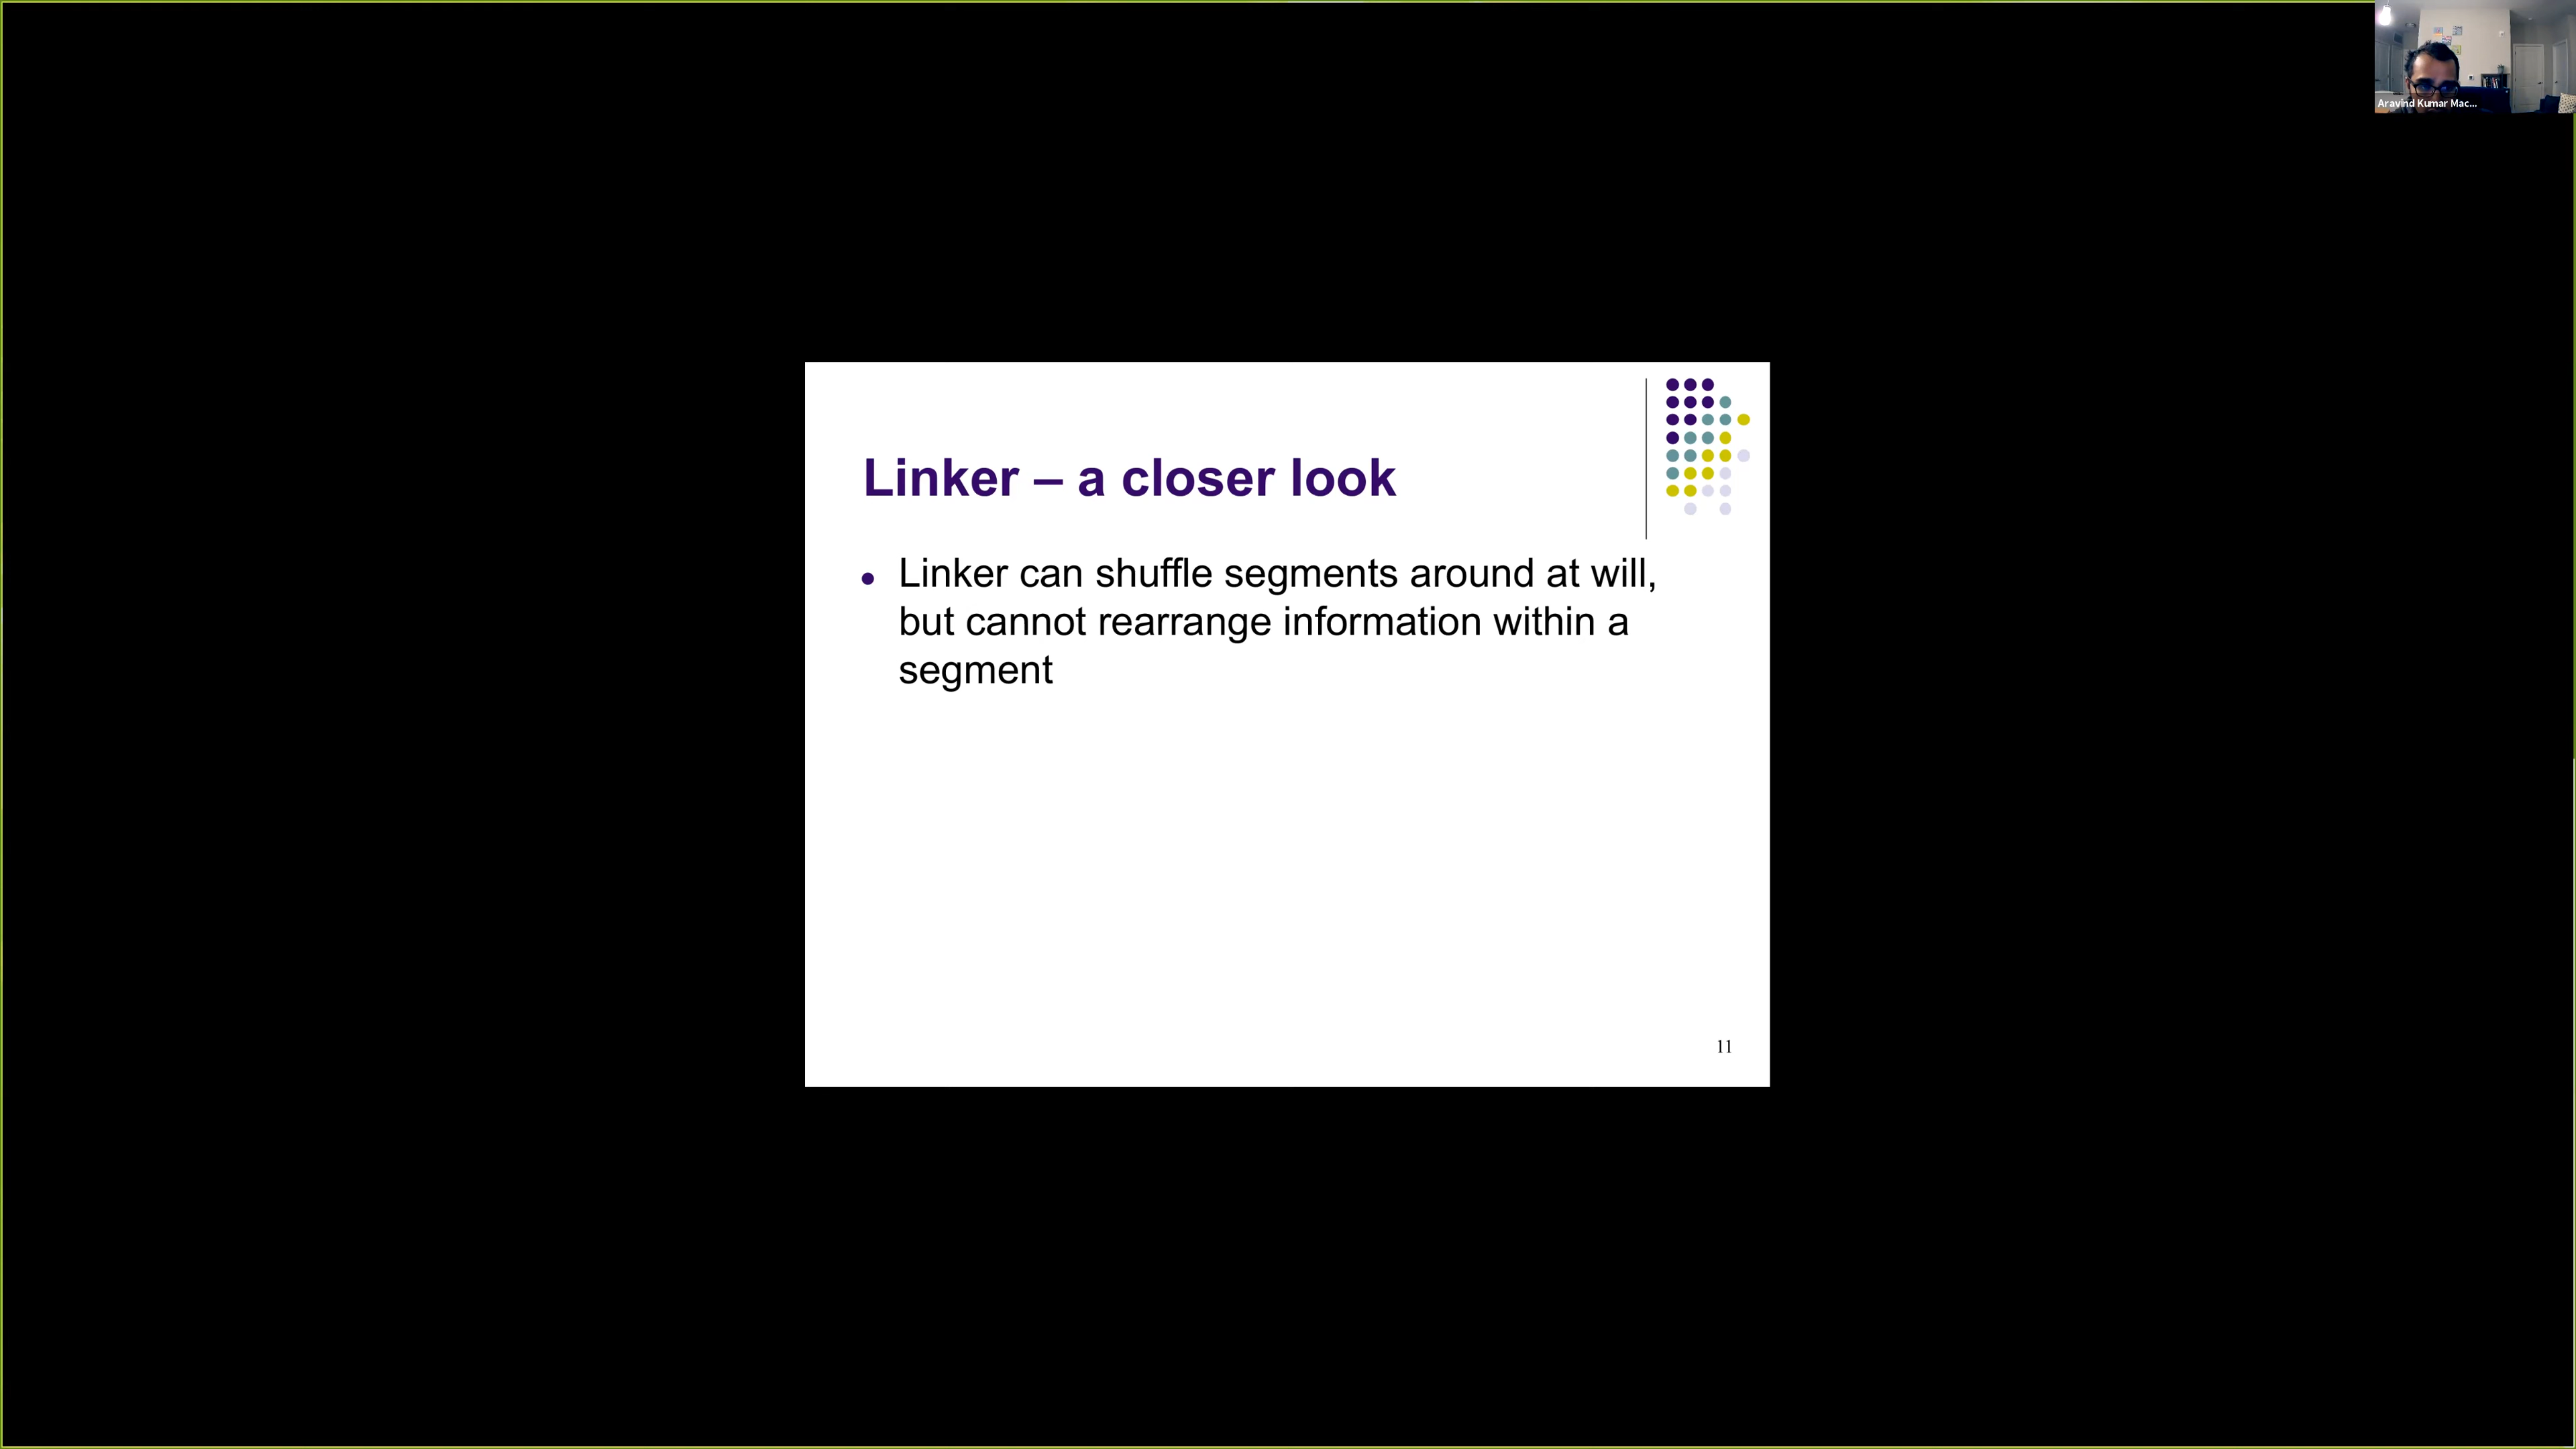 Aravind Kumar Mac...
Linker – a closer look
• Linker can shuffle segments around at will,
but cannot rearrange information within a
segment
11